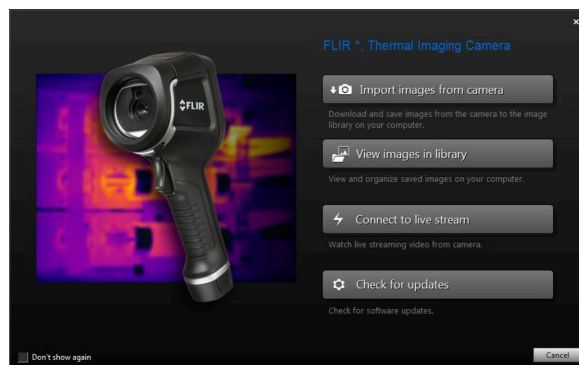 FLIR *, Thermal Imaging Camera
FLIR
Import images from camera
Download and save images from the camera to the image
library on your computer.
View images in library
View and organize saved images on your computer.
Connect to live stream
Watch live streaming video from camera.
Check for updates
Check for software updates.
Don't show again
Cancel